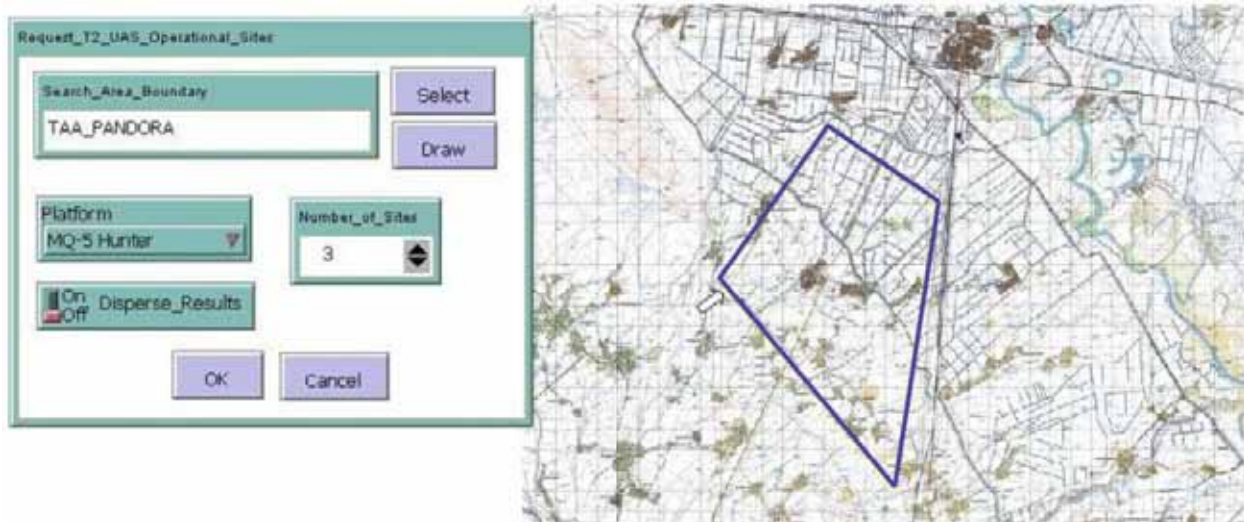 Request_T2_UAS_Operational_Sites
Search_Area_Boundary
TAA_PANDORA
Select
Draw
Platform
MQ-5 Hunter
Number_of_Sites
3
On
Off
Disperse_Results
OK
Cancel